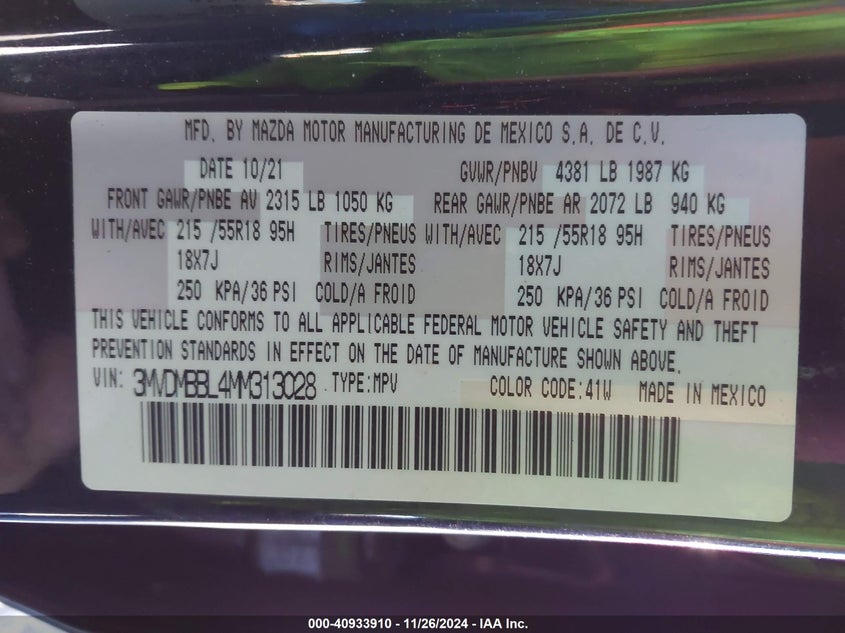 MFD. BY MAZDA MOTOR MANUFACTURING DE MEXICO S.A. DE C.V.
DATE 10/21 GVWR/PNBV 4381 LB 1987 KG
FRONT GAWR/PNBE AV 2315 LB 1050 KG REAR GAWR/PNBE AR 2072 LB 940 KG
WITH/AVEC 215 /55R18 95H TIRES/PNEUS WITH/AVEC 215 /55R18 95H TIRES/PNEUS
18X7J RIMS/JANTES 18X7J RIMS/JANTES
250 KPA/36 PSI COLD/A FROID 250 KPA/36 PSI COLD/A FROID
THIS VEHICLE CONFORMS TO ALL APPLICABLE FEDERAL MOTOR VEHICLE SAFETY AND THEFT
PREVENTION STANDARDS IN EFFECT ON THE DATE OF MANUFACTURE SHOWN ABOVE.
VIN: 3MVDMBBL4MM313028 TYPE:MPV COLOR CODE:41W MADE IN MEXICO
000-40933910 - 11/26/2024 - IAA Inc.